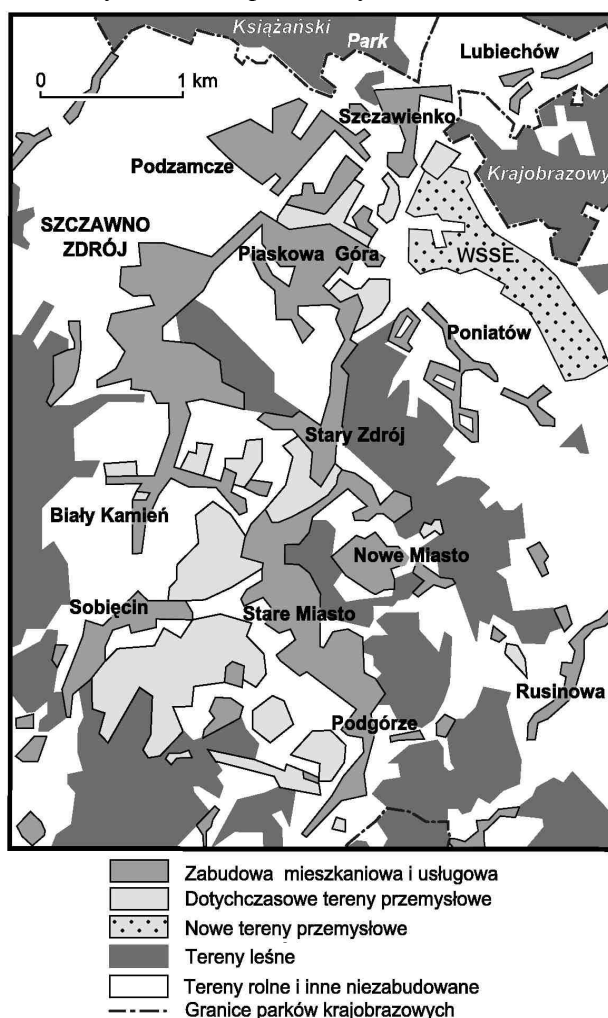 Książański
Park
Lubiechów
0 1 km
Szczawienko
Podzamcze
Krajobrazowy
SZCZAWNO
ZDRÓJ
Piaskowa Góra
WSSE
Poniatów
Stary Zdrój
Biały Kamień
Nowe Miasto
Sobięcin
Stare Miasto
Rusinowa
Podgórze
Zabudowa mieszkaniowa i usługowa
Dotychczasowe tereny przemysłowe
Nowe tereny przemysłowe
Tereny leśne
Tereny rolne i inne niezabudowane
Granice parków krajobrazowych